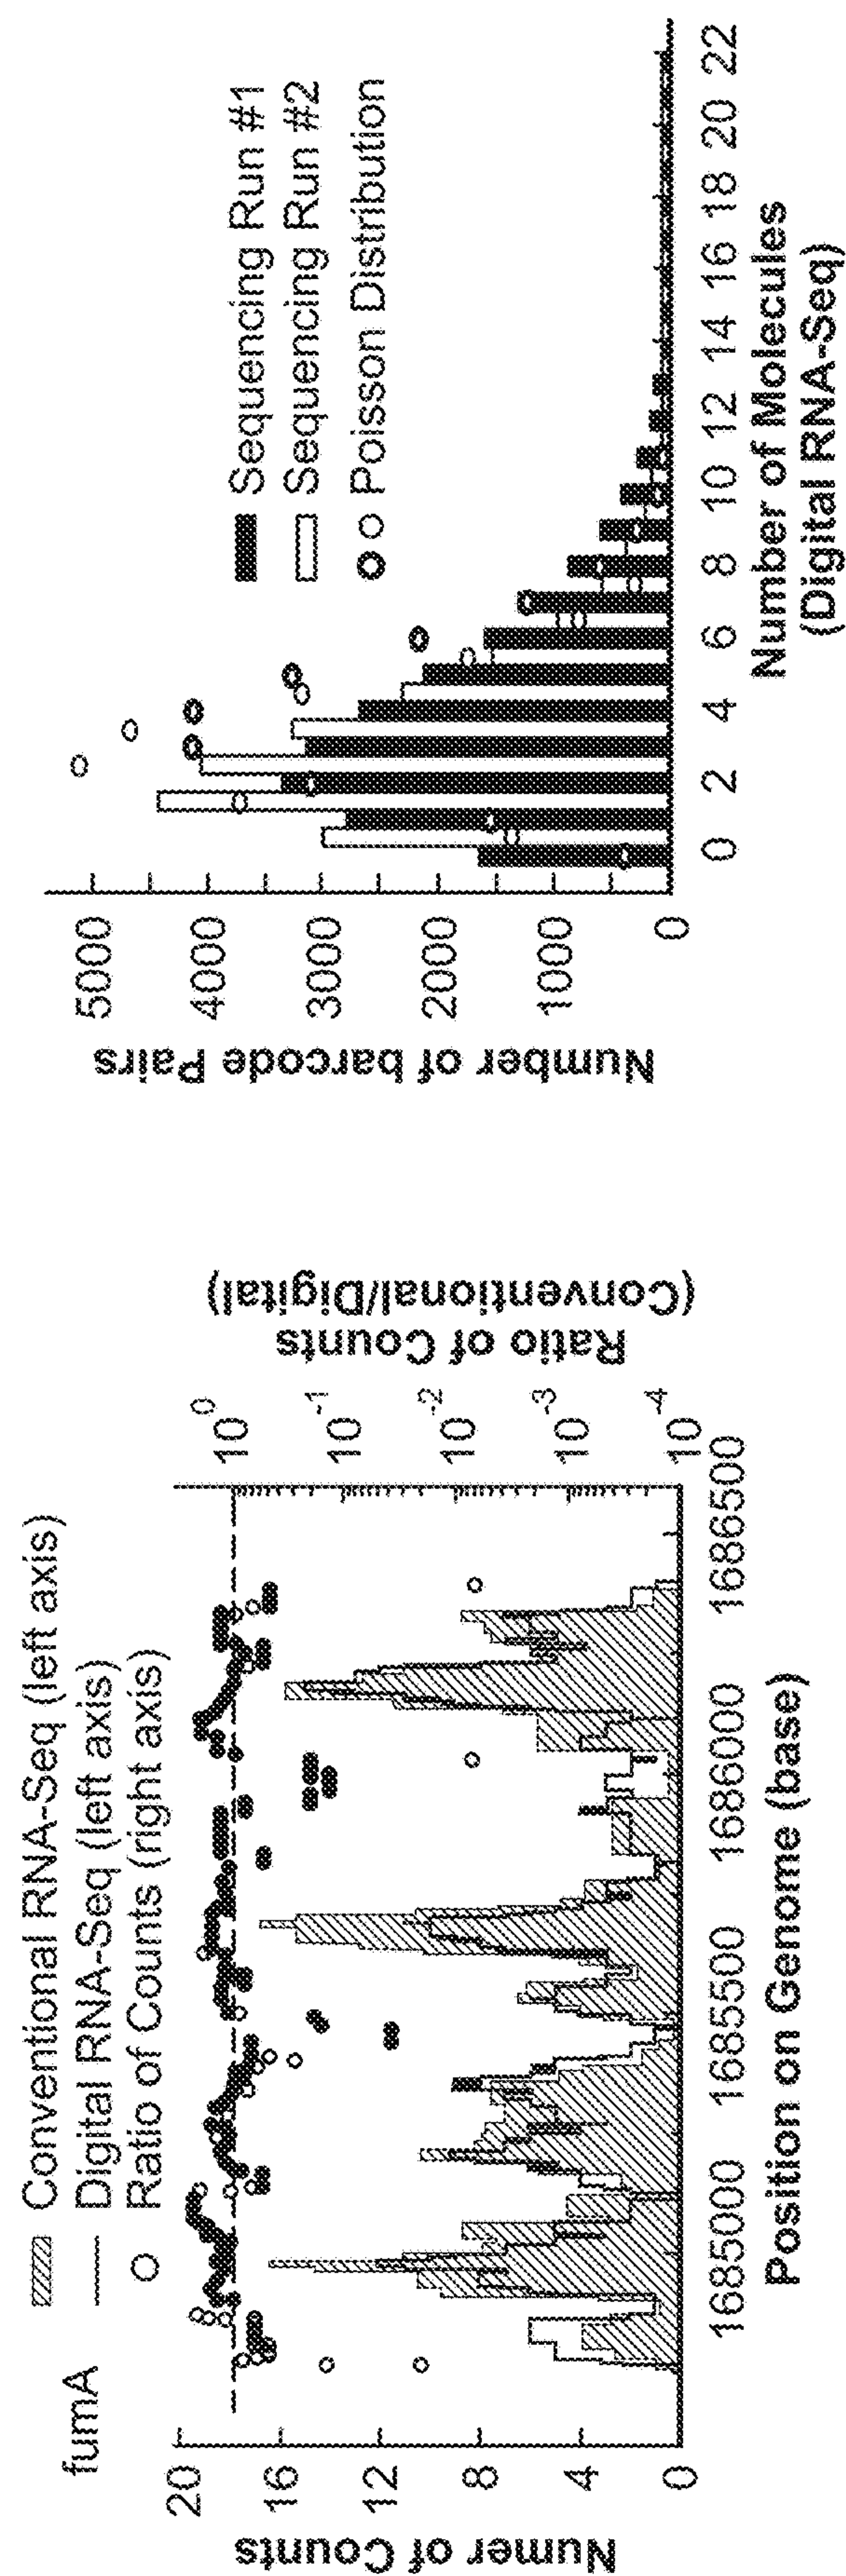 fumA
Conventional RNA-Seq (left axis)
Digital RNA-Seq (left axis)
Ratio of Counts (right axis)
Numer of Counts
20
16
12
8
4
0
1685000 1685500 1686000 1686500
Position on Genome (base)
10^0
10^-1
10^-2
10^-3
10^-4
Ratio of Counts
(Conventional/Digital)
Number of barcode Pairs
5000
4000
3000
2000
1000
0
Sequencing Run #1
Sequencing Run #2
Poisson Distribution
0 2 4 6 8 10 12 14 16 18 20 22
Number of Molecules
(Digital RNA-Seq)